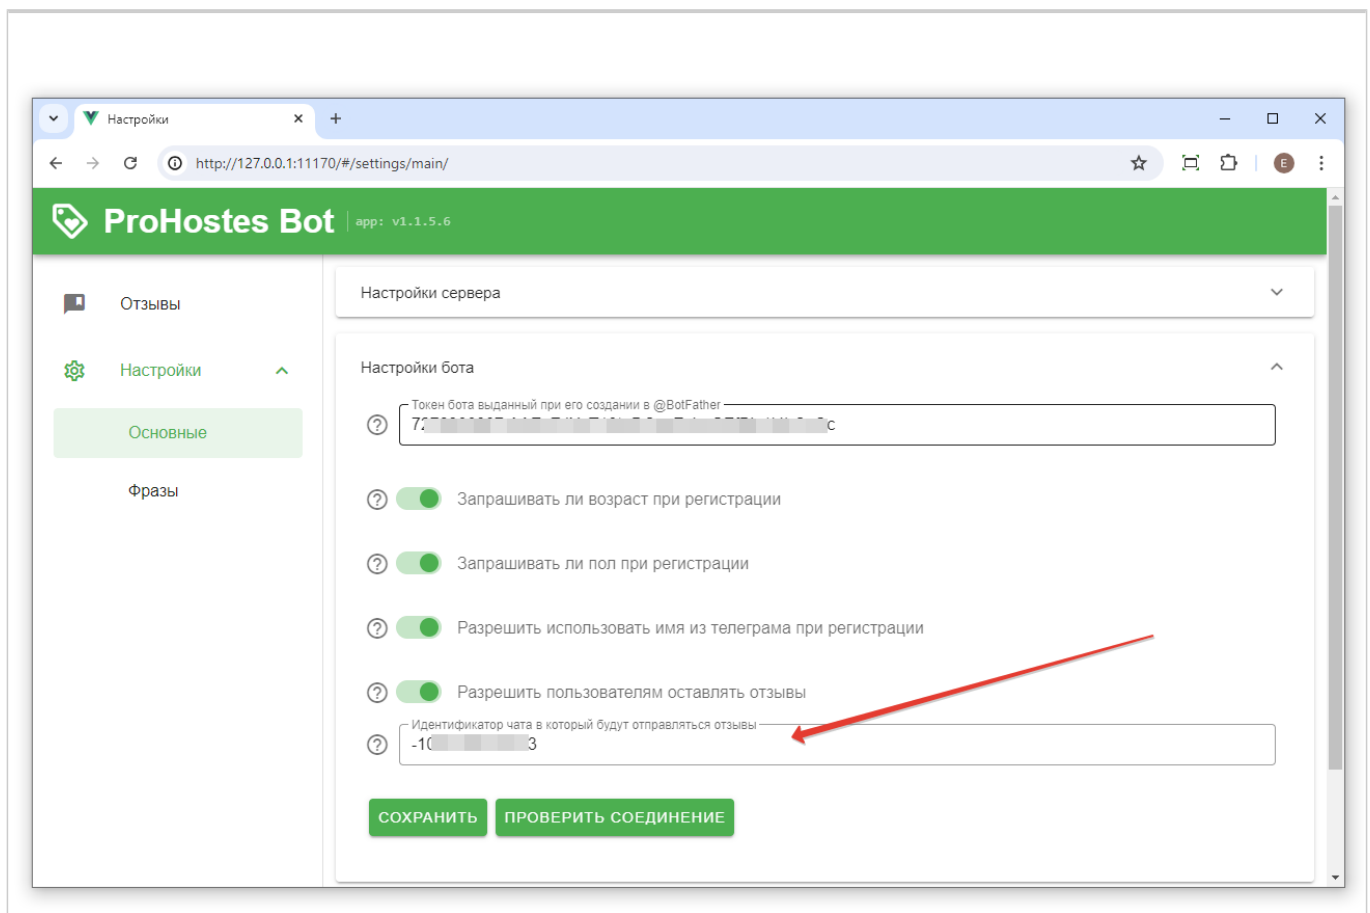 Настройки
http://127.0.0.1:11170/#/settings/main/
E
ProHostes Bot
app: v1.1.5.6
Отзывы
Настройки
Основные
Фразы
Настройки сервера
Настройки бота
Токен бота выданный при его создании в @BotFather
Запрашивать ли возраст при регистрации
Запрашивать ли пол при регистрации
Разрешить использовать имя из телеграма при регистрации
Разрешить пользователям оставлять отзывы
Идентификатор чата в который будут отправляться отзывы
СОХРАНИТЬ
ПРОВЕРИТЬ СОЕДИНЕНИЕ